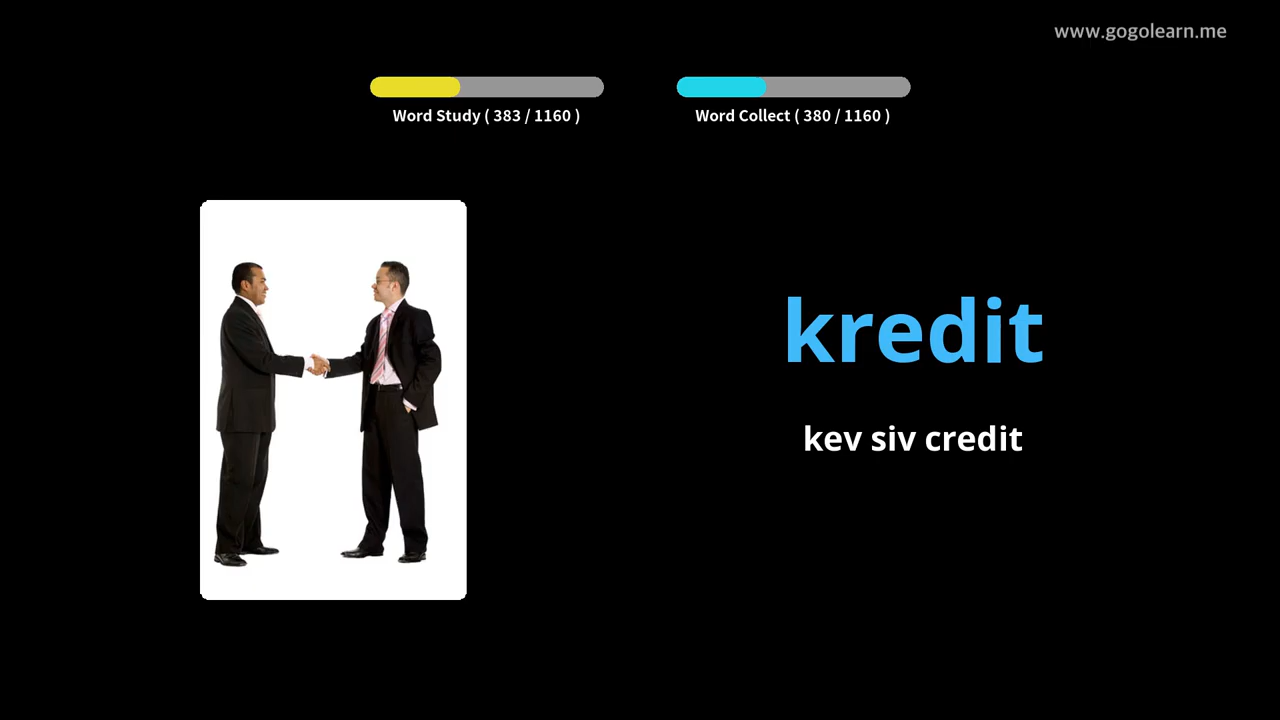 www.gogolearn.me
Word Study ( 383 / 1160 )
Word Collect ( 380 / 1160 )
kredit
kev siv credit